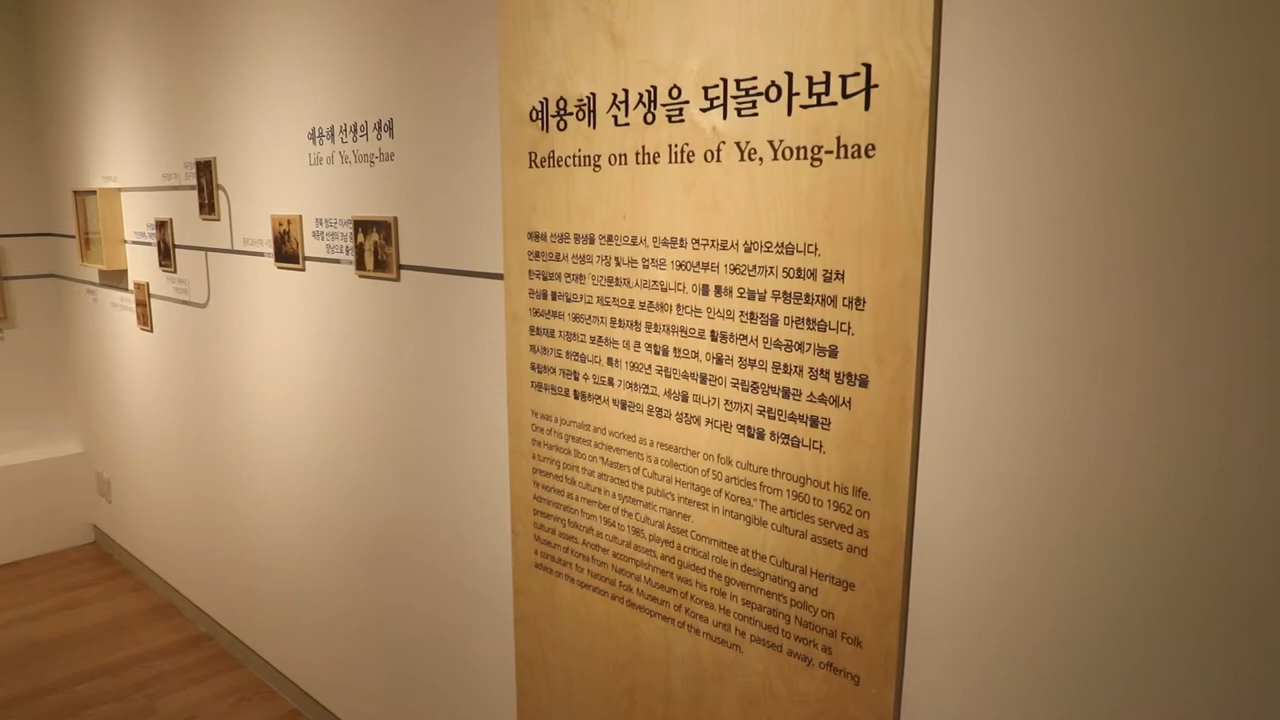 예용해 선생의 생애
Life of Ye, Yong-hae
경북 청도군 이서면
예용해 선생을 되돌아보다
Reflecting on the life of Ye, Yong-hae
예용해 선생은 평생을 언론인으로서, 민속문화 연구자로서 살아오셨습니다.
언론인으로서 선생의 가장 빛나는 업적은 1960년부터 1962년까지 50회에 걸쳐
한국일보에 연재한 「인간문화재」시리즈입니다. 이를 통해 오늘날 무형문화재에 대한
관심을 불러일으키고 제도적으로 보존해야 한다는 인식의 전환점을 마련했습니다.
1964년부터 1985년까지 문화재청 문화재위원으로 활동하면서 민속공예기능을
문화재로 지정하고 보존하는 데 큰 역할을 했으며, 아울러 정부의 문화재 정책 방향을
제시하기도 하였습니다. 특히 1992년 국립민속박물관이 국립중앙박물관 소속에서
독립하여 개관할 수 있도록 기여하였고, 세상을 떠나기 전까지 국립민속박물관
자문위원으로 활동하면서 박물관의 운영과 성장에 커다란 역할을 하였습니다.
Ye was a journalist and worked as a researcher on folk culture throughout his life.
One of his greatest achievements is a collection of 50 articles from 1960 to 1962 on
the Hankook Ilbo on "Masters of Cultural Heritage of Korea." The articles served as
a turning point that attracted the public's interest in intangible cultural assets and
preserved folk culture in a systematic manner.
Ye worked as a member of the Cultural Asset Committee at the Cultural Heritage
Administration from 1964 to 1985, played a critical role in designating and
preserving folkcraft as cultural assets, and guided the government's policy on
cultural assets. Another accomplishment was his role in separating National Folk
Museum of Korea from National Museum of Korea. He continued to work as
a consultant for National Folk Museum of Korea until he passed away, offering
advice on the operation and development of the museum.